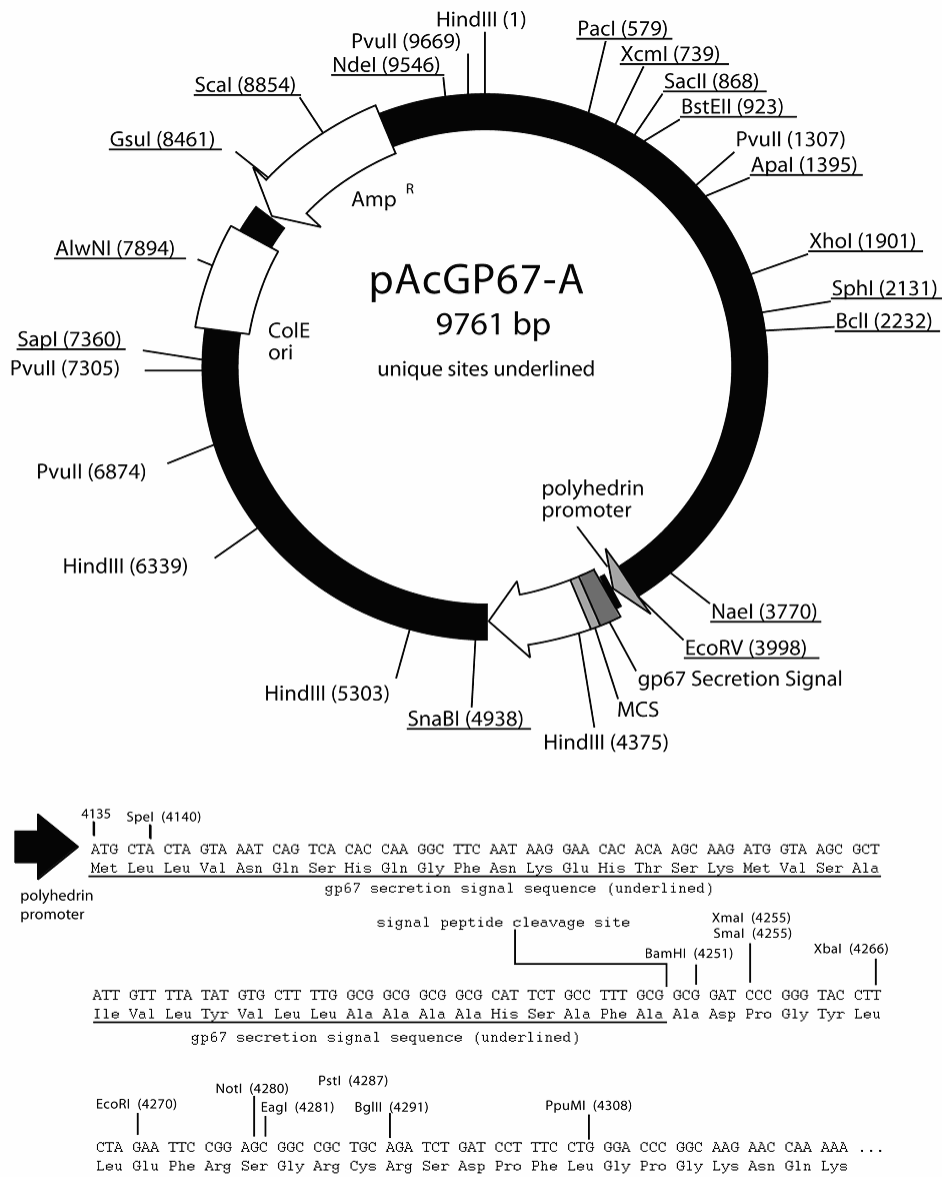 HindIII (1)
PvuII (9669)
NdeI (9546)
ScaI (8854)
GsuI (8461)
AlwNI (7894)
SapI (7360)
PvuII (7305)
PvuII (6874)
HindIII (6339)
HindIII (5303)
SnaBI (4938)
PacI (579)
XcmI (739)
SacII (868)
BstEII (923)
PvuII (1307)
ApaI (1395)
XhoI (1901)
SphI (2131)
BclI (2232)
NaeI (3770)
EcoRV (3998)
gp67 Secretion Signal
MCS
HindIII (4375)
Amp R
ColE
ori
pAcGP67-A
9761 bp
unique sites underlined
polyhedrin
promoter
4135 SpeI (4140)
ATG CTA CTA GTA AAT CAG TCA CAC CAA GGC TTC AAT AAG GAA CAC ACA AGC AAG ATG GTA AGC GCT
Met Leu Leu Val Asn Gln Ser His Gln Gly Phe Asn Lys Glu His Thr Ser Lys Met Val Ser Ala
gp67 secretion signal sequence (underlined)
polyhedrin
promoter
signal peptide cleavage site
XmaI (4255)
SmaI (4255)
BamHI (4251)
XbaI (4266)
ATT GTT TTA TAT GTG CTT TTG GCG GCG GCG GCG CAT TCT GCC TTT GCG GCG GAT CCC GGG TAC CTT
Ile Val Leu Tyr Val Leu Leu Ala Ala Ala Ala His Ser Ala Phe Ala Ala Asp Pro Gly Tyr Leu
gp67 secretion signal sequence (underlined)
EcoRI (4270)
NotI (4280)
PstI (4287)
EagI (4281)
BglII (4291)
PpuMI (4308)
CTA GAA TTC CGG AGC GGC CGC TGC AGA TCT GAT CCT TTC CTG GGA CCC GGC AAG AAC CAA AAA ...
Leu Glu Phe Arg Ser Gly Arg Cys Arg Ser Asp Pro Phe Leu Gly Pro Gly Lys Asn Gln Lys